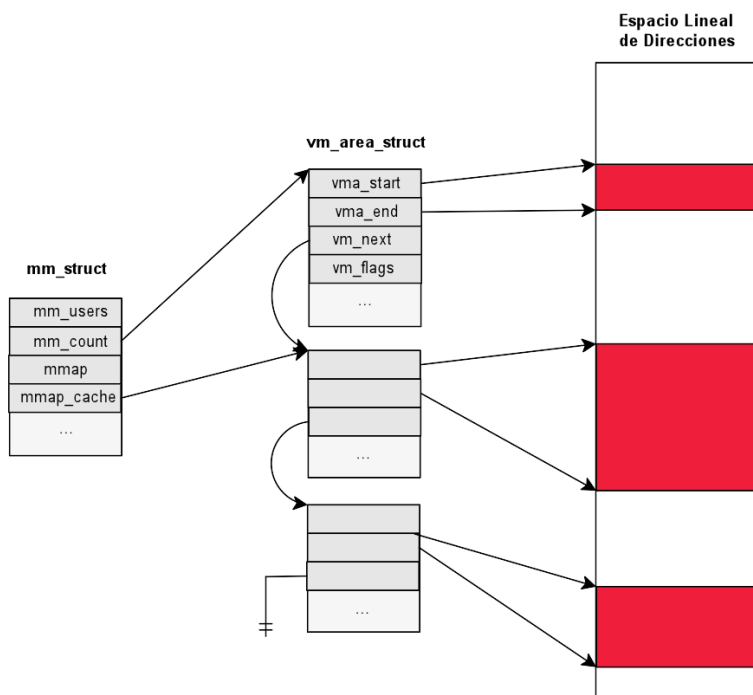 Espacio Lineal
de Direcciones
vm_area_struct
vma_start
vma_end
vm_next
vm_flags
...
mm_struct
mm_users
mm_count
mmap
mmap_cache
...
...
...